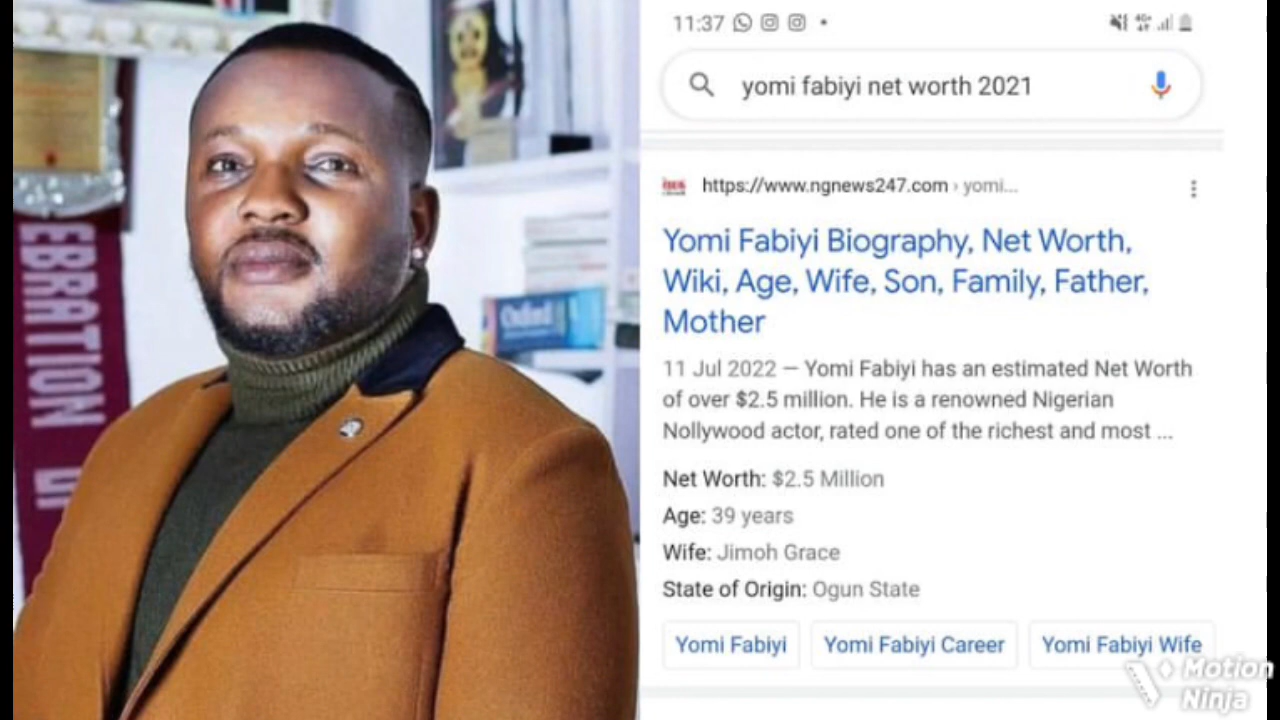 EBRATION OF
Oxford
11:37
yomi fabiyi net worth 2021
https://www.ngnews247.com › yomi...
Yomi Fabiyi Biography, Net Worth,
Wiki, Age, Wife, Son, Family, Father,
Mother
11 Jul 2022 — Yomi Fabiyi has an estimated Net Worth
of over $2.5 million. He is a renowned Nigerian
Nollywood actor, rated one of the richest and most ...
Net Worth: $2.5 Million
Age: 39 years
Wife: Jimoh Grace
State of Origin: Ogun State
Yomi Fabiyi
Yomi Fabiyi Career
Yomi Fabiyi Wife
Motion
Ninja